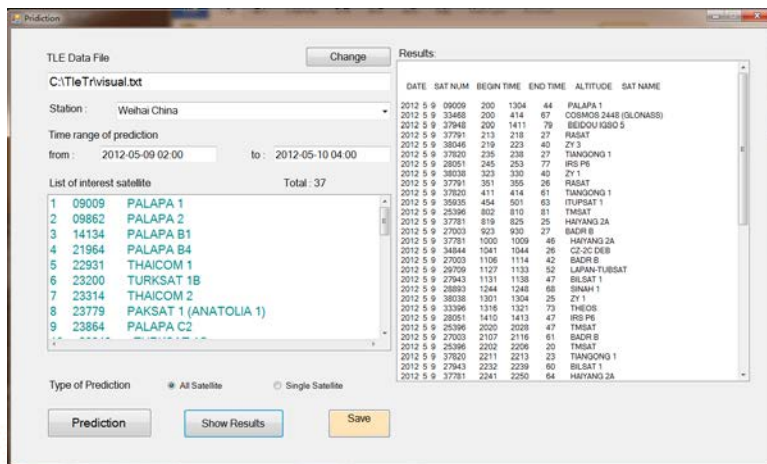 Pridiction
TLE Data File
Change
C:\TleTr\visual.txt
Station :
Weihai China
Time range of prediction
from :
2012-05-09 02:00
to :
2012-05-10 04:00
List of interest satellite
Total : 37
1 09009 PALAPA 1
2 09862 PALAPA 2
3 14134 PALAPA B1
4 21964 PALAPA B4
5 22931 THAICOM 1
6 23200 TURKSAT 1B
7 23314 THAICOM 2
8 23779 PAKSAT 1 (ANATOLIA 1)
9 23864 PALAPA C2
Type of Prediction
All Satellite
Single Satellite
Prediction
Show Results
Save
Results:
DATE SAT NUM BEGIN TIME END TIME ALTITUDE SAT NAME
2012 5 9 09009 200 1304 44 PALAPA 1
2012 5 9 33468 200 414 67 COSMOS 2448 (GLONASS)
2012 5 9 37948 200 1411 79 BEIDOU IGSO 5
2012 5 9 37791 213 218 27 RASAT
2012 5 9 38046 219 223 40 ZY 3
2012 5 9 37820 235 238 27 TIANGONG 1
2012 5 9 28051 245 253 77 IRS P6
2012 5 9 38038 323 330 40 ZY 1
2012 5 9 37791 351 355 26 RASAT
2012 5 9 37820 411 414 61 TIANGONG 1
2012 5 9 35935 454 501 63 ITUPSAT 1
2012 5 9 25396 802 810 81 TMSAT
2012 5 9 37781 819 825 25 HAIYANG 2A
2012 5 9 27003 923 930 27 BADR B
2012 5 9 37781 1000 1009 46 HAIYANG 2A
2012 5 9 34844 1041 1044 26 CZ-2C DEB
2012 5 9 27003 1106 1114 42 BADR B
2012 5 9 29709 1127 1133 52 LAPAN-TUBSAT
2012 5 9 27943 1131 1138 47 BILSAT 1
2012 5 9 28893 1244 1248 68 SINAH 1
2012 5 9 38038 1301 1304 25 ZY 1
2012 5 9 33396 1316 1321 73 THEOS
2012 5 9 28051 1410 1413 47 IRS P6
2012 5 9 25396 2020 2028 47 TMSAT
2012 5 9 27003 2107 2116 61 BADR B
2012 5 9 25396 2202 2206 20 TMSAT
2012 5 9 37820 2211 2213 23 TIANGONG 1
2012 5 9 27943 2232 2239 60 BILSAT 1
2012 5 9 37781 2241 2250 64 HAIYANG 2A